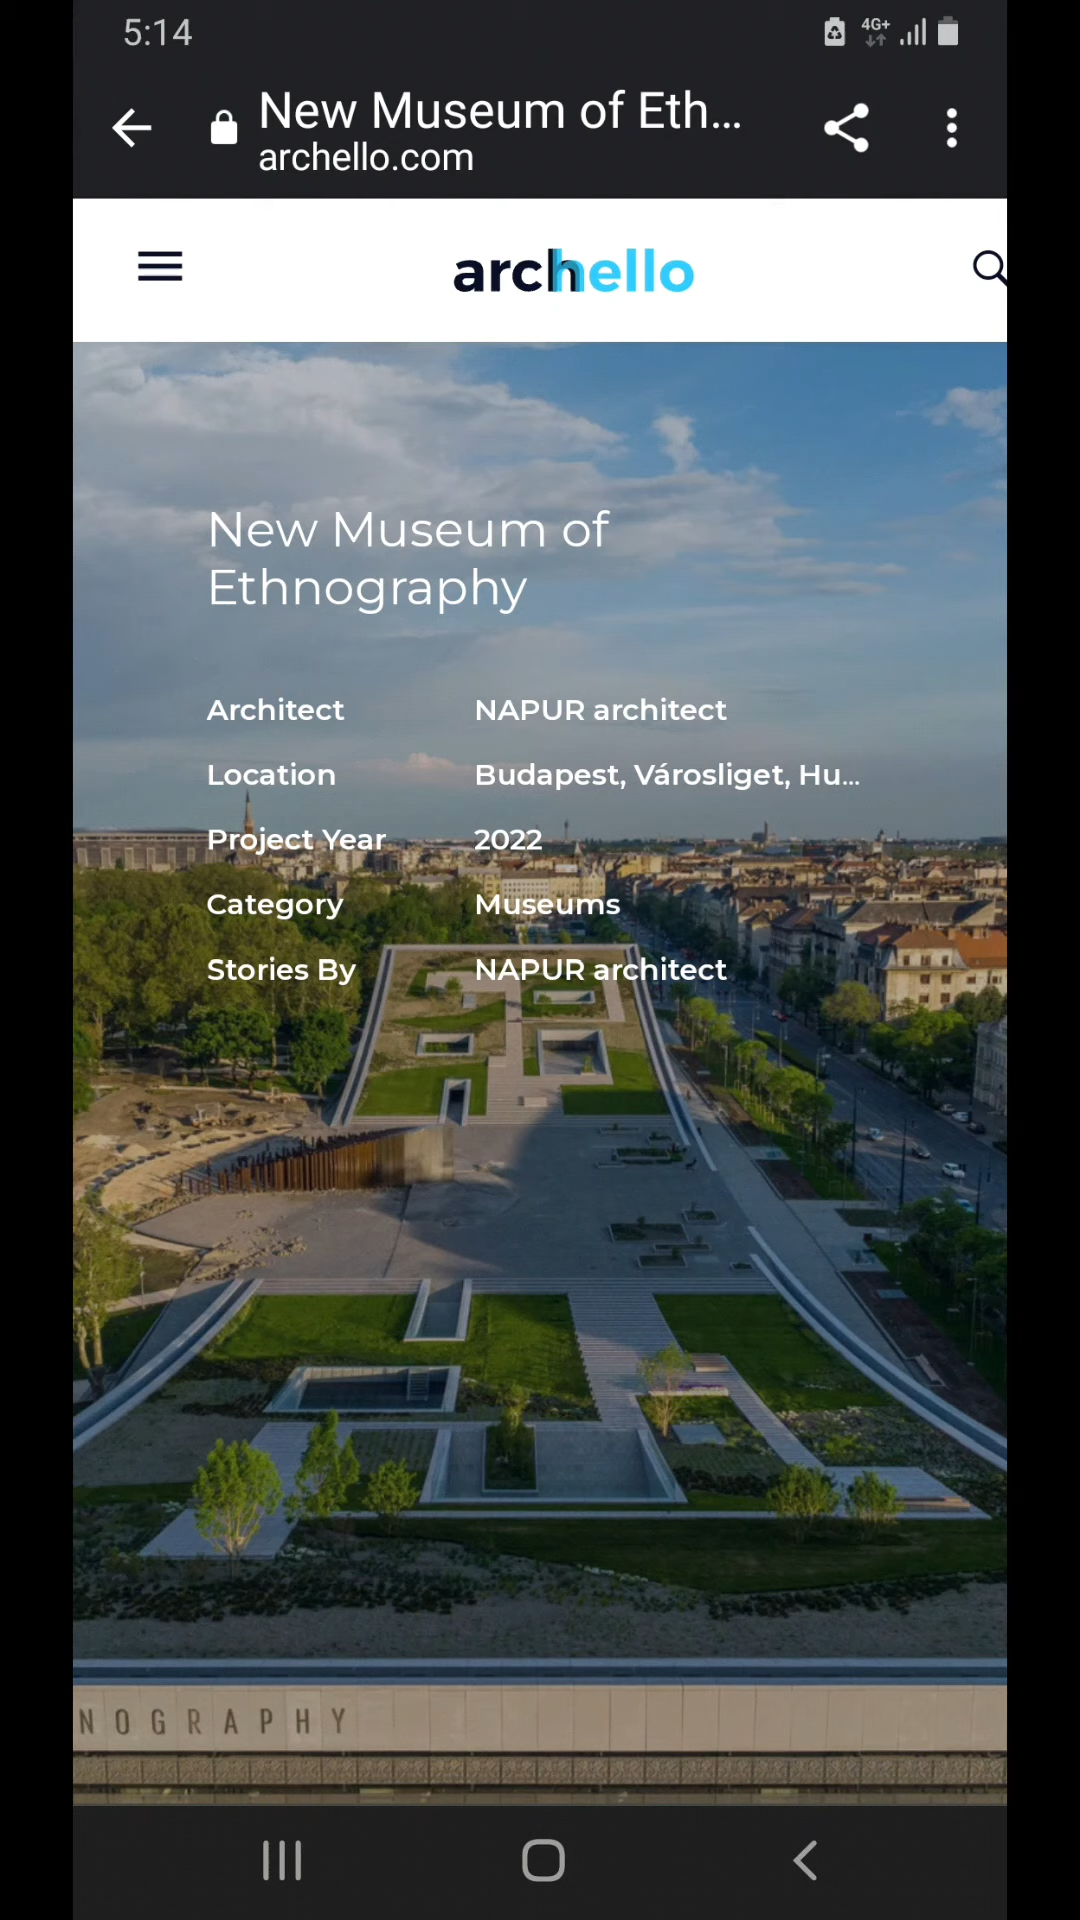 5:14
4G+
New Museum of Eth...
archello.com
archello
New Museum of
Ethnography
Architect NAPUR architect
Location Budapest, Városliget, Hu...
Project Year 2022
Category Museums
Stories By NAPUR architect
NOGRAPHY